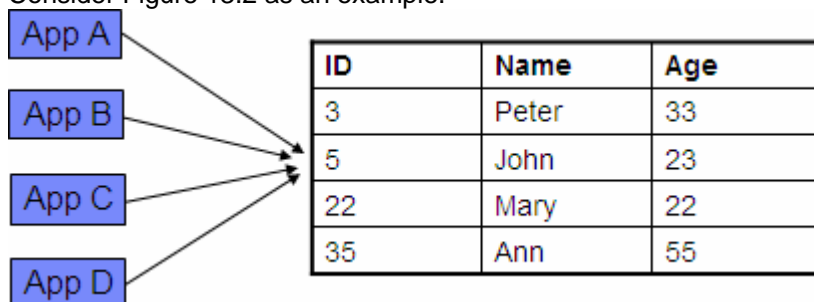 Consider Figure 13.2 as an example.
App A
App B
App C
App D
ID Name Age
3 Peter 33
5 John 23
22 Mary 22
35 Ann 55